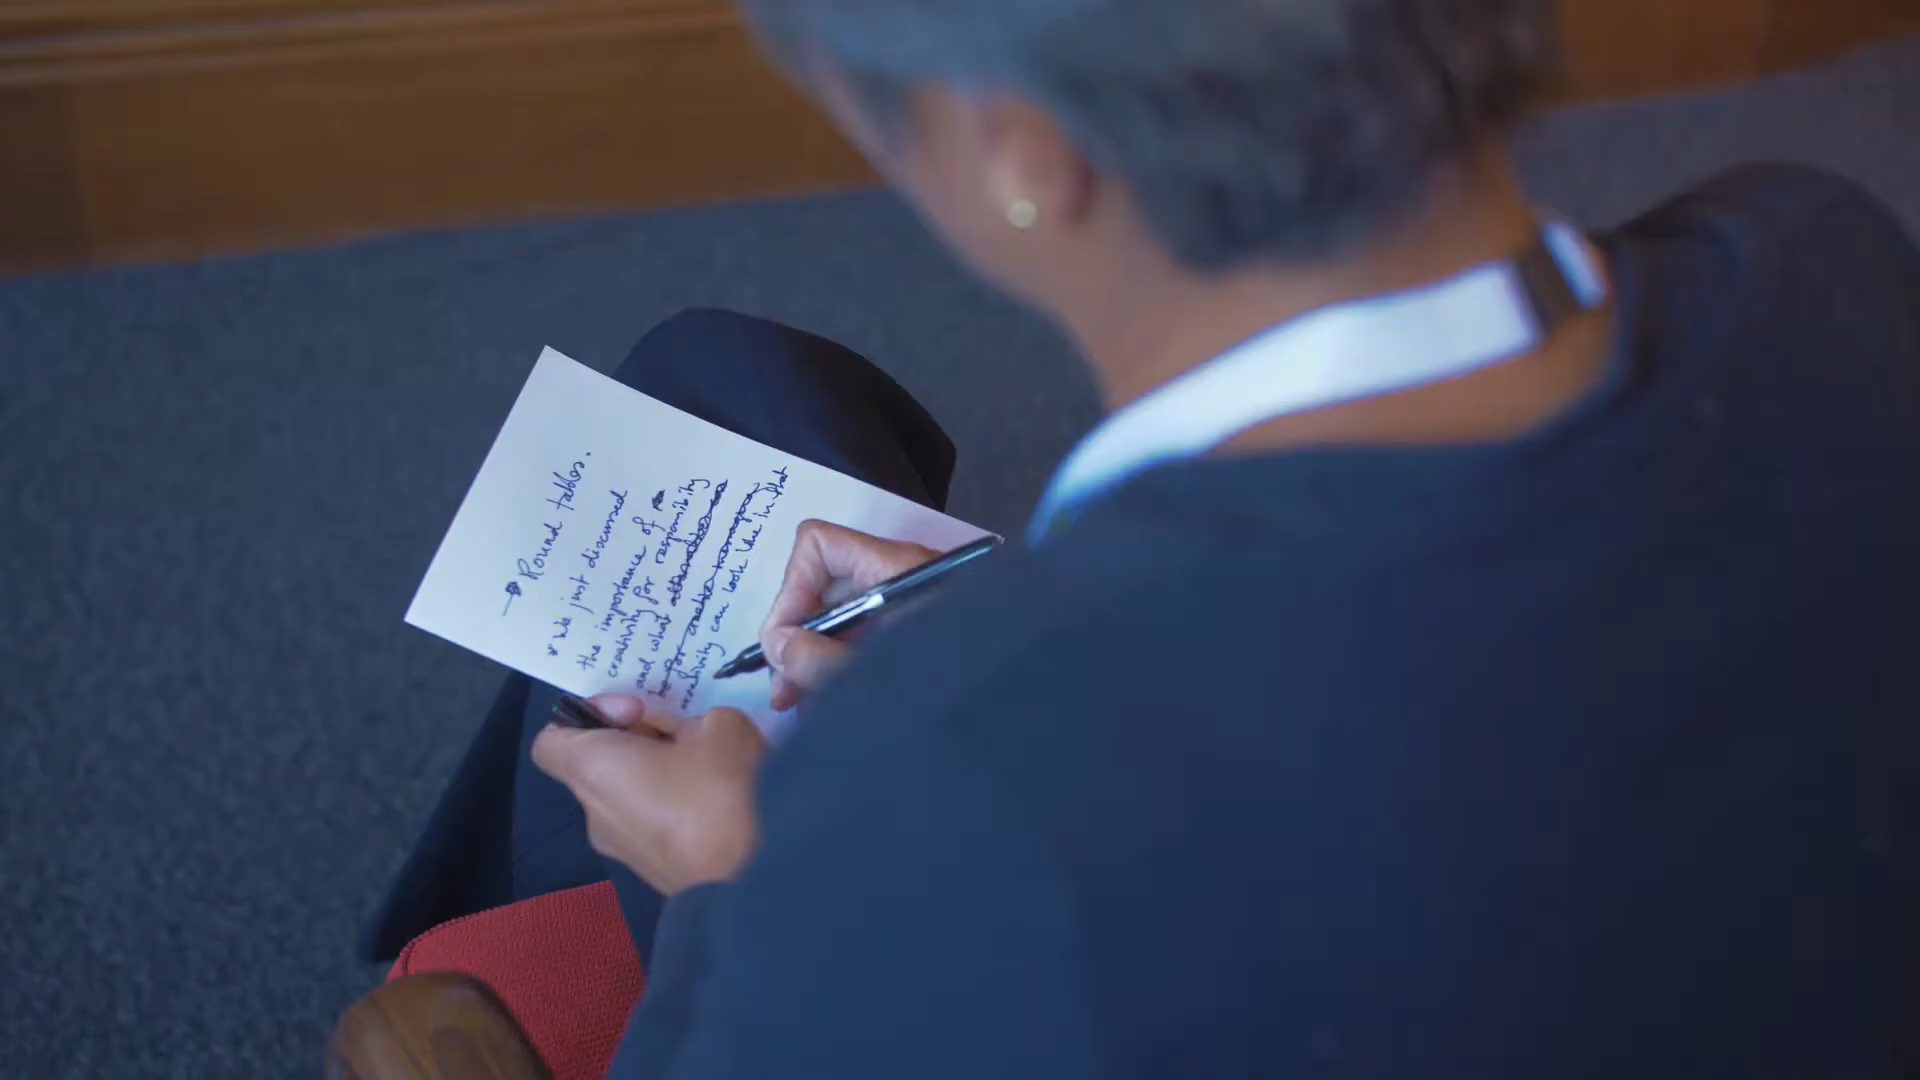 → Round tables.
* We just discussed
the importance of
creativity for responsibility
and what
for
creativity can look like in that